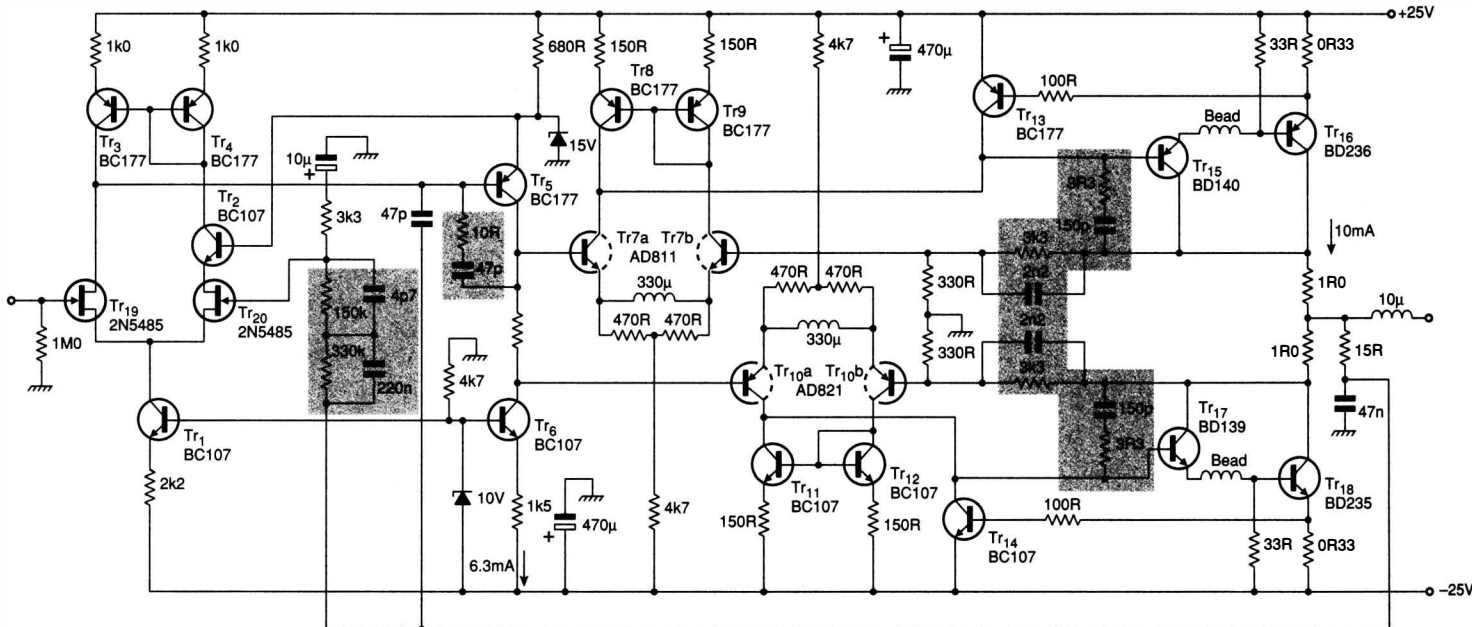 +25V
1k0
1k0
680R
150R
150R
4k7
470μ
+
33R
0R33
Tr8
BC177
100R
Tr3
BC177
Tr4
BC177
Tr9
BC177
Tr13
BC177
Bead
Tr16
BD236
10μ
+
15V
Tr5
BC177
Tr15
BD140
3R3
Tr2
BC107
3k3
47p
10R
47p
Tr7a
Tr7b
AD811
150p
3k3
10mA
2n2
330μ
470R
470R
470R
470R
330R
330R
1R0
10μ
Tr19
2N5485
Tr20
2N5485
150k
4p7
1M0
330k
220n
330μ
2n2
3k3
1R0
15R
4k7
Tr10a
Tr10b
AD821
150p
3R3
Tr17
BD139
47n
Tr1
BC107
Tr6
BC107
Tr11
BC107
Tr12
BC107
Bead
Tr18
BD235
2k2
10V
1k5
470μ
+
4k7
150R
150R
Tr14
BC107
100R
33R
0R33
6.3mA
−25V